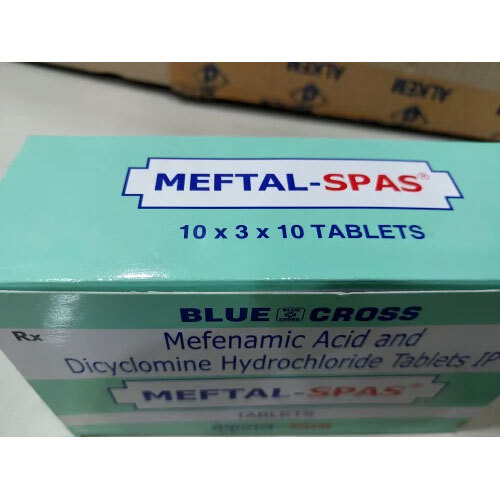 ALKEM
ALKEM
MEFTAL-SPAS®
10 x 3 x 10 TABLETS
BLUE CROSS
Rx
Mefenamic Acid and
Dicyclomine Hydrochloride Tablets IP
MEFTAL-SPAS®
TABLETS